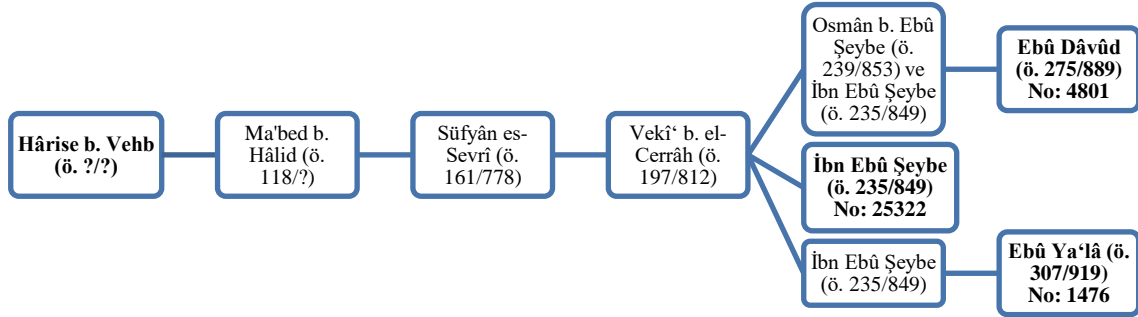 Hârise b. Vehb
(ö. ?/?)
Ma'bed b.
Hâlid (ö.
118/?)
Süfyân es-
Sevrî (ö.
161/778)
Vekî‘ b. el-
Cerrâh (ö.
197/812)
Osmân b. Ebû
Şeybe (ö.
239/853) ve
İbn Ebû Şeybe
(ö. 235/849)
Ebû Dâvûd
(ö. 275/889)
No: 4801
İbn Ebû Şeybe
(ö. 235/849)
No: 25322
İbn Ebû Şeybe
(ö. 235/849)
Ebû Ya‘lâ (ö.
307/919)
No: 1476